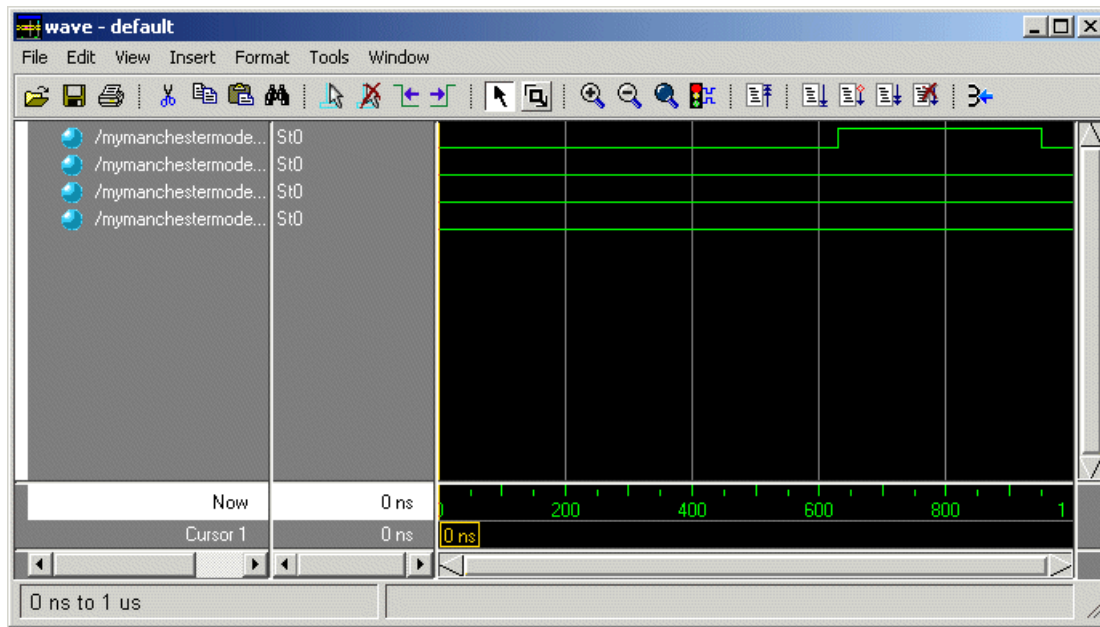 wave - default
File Edit View Insert Format Tools Window
/mymanchestermode... St0
/mymanchestermode... St0
/mymanchestermode... St0
/mymanchestermode... St0
Now 0 ns
200 400 600 800 1
Cursor 1 0 ns 0 ns
0 ns to 1 us